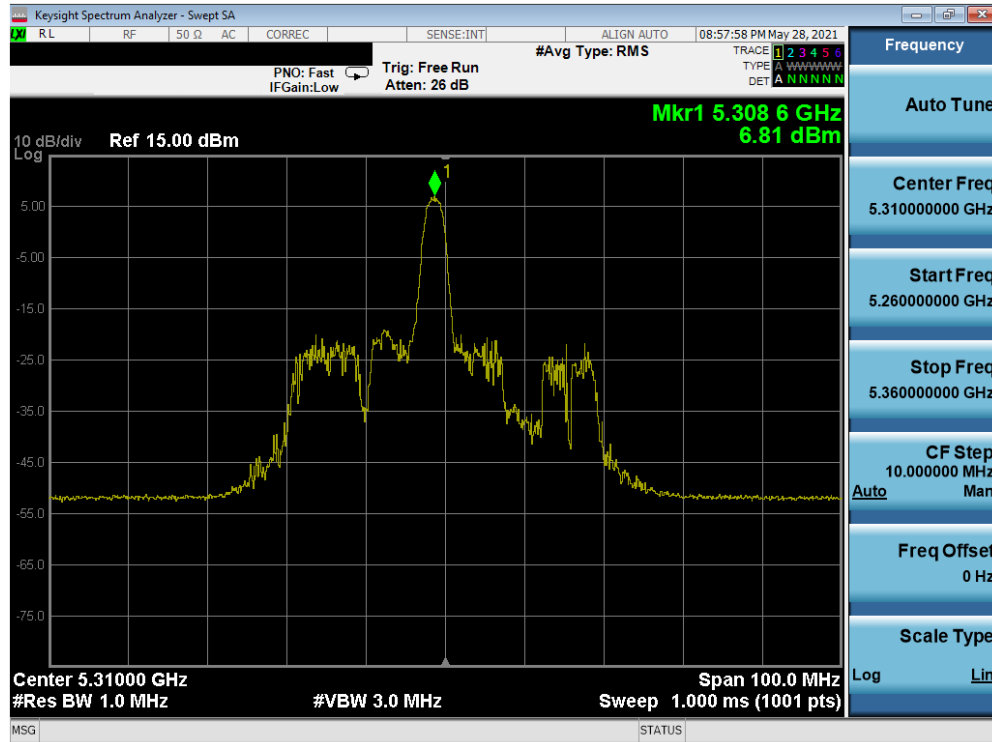 Keysight Spectrum Analyzer - Swept SA
LXI RL RF 50 Ω AC CORREC SENSE:INT ALIGN AUTO 08:57:58 PM May 28, 2021
#Avg Type: RMS
TRACE 1 2 3 4 5 6
PNO: Fast Trig: Free Run
TYPE A WWWWW
IFGain:Low Atten: 26 dB
DET A N N N N N
Mkr1 5.308 6 GHz
6.81 dBm
10 dB/div Ref 15.00 dBm
Log
1
5.00
-5.00
-15.0
-25.0
-35.0
-45.0
-55.0
-65.0
-75.0
Center 5.31000 GHz Span 100.0 MHz
#Res BW 1.0 MHz #VBW 3.0 MHz Sweep 1.000 ms (1001 pts)
MSG STATUS
Frequency
Auto Tune
Center Freq
5.310000000 GHz
Start Freq
5.260000000 GHz
Stop Freq
5.360000000 GHz
CF Step
10.000000 MHz
Auto Man
Freq Offset
0 Hz
Scale Type
Log Lin